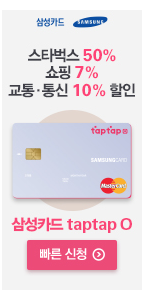 삼성카드 SAMSUNG
스타벅스 50%
쇼핑 7%
교통·통신 10% 할인
taptap O
SAMSUNG CARD
MasterCard
삼성카드 taptap O
빠른 신청